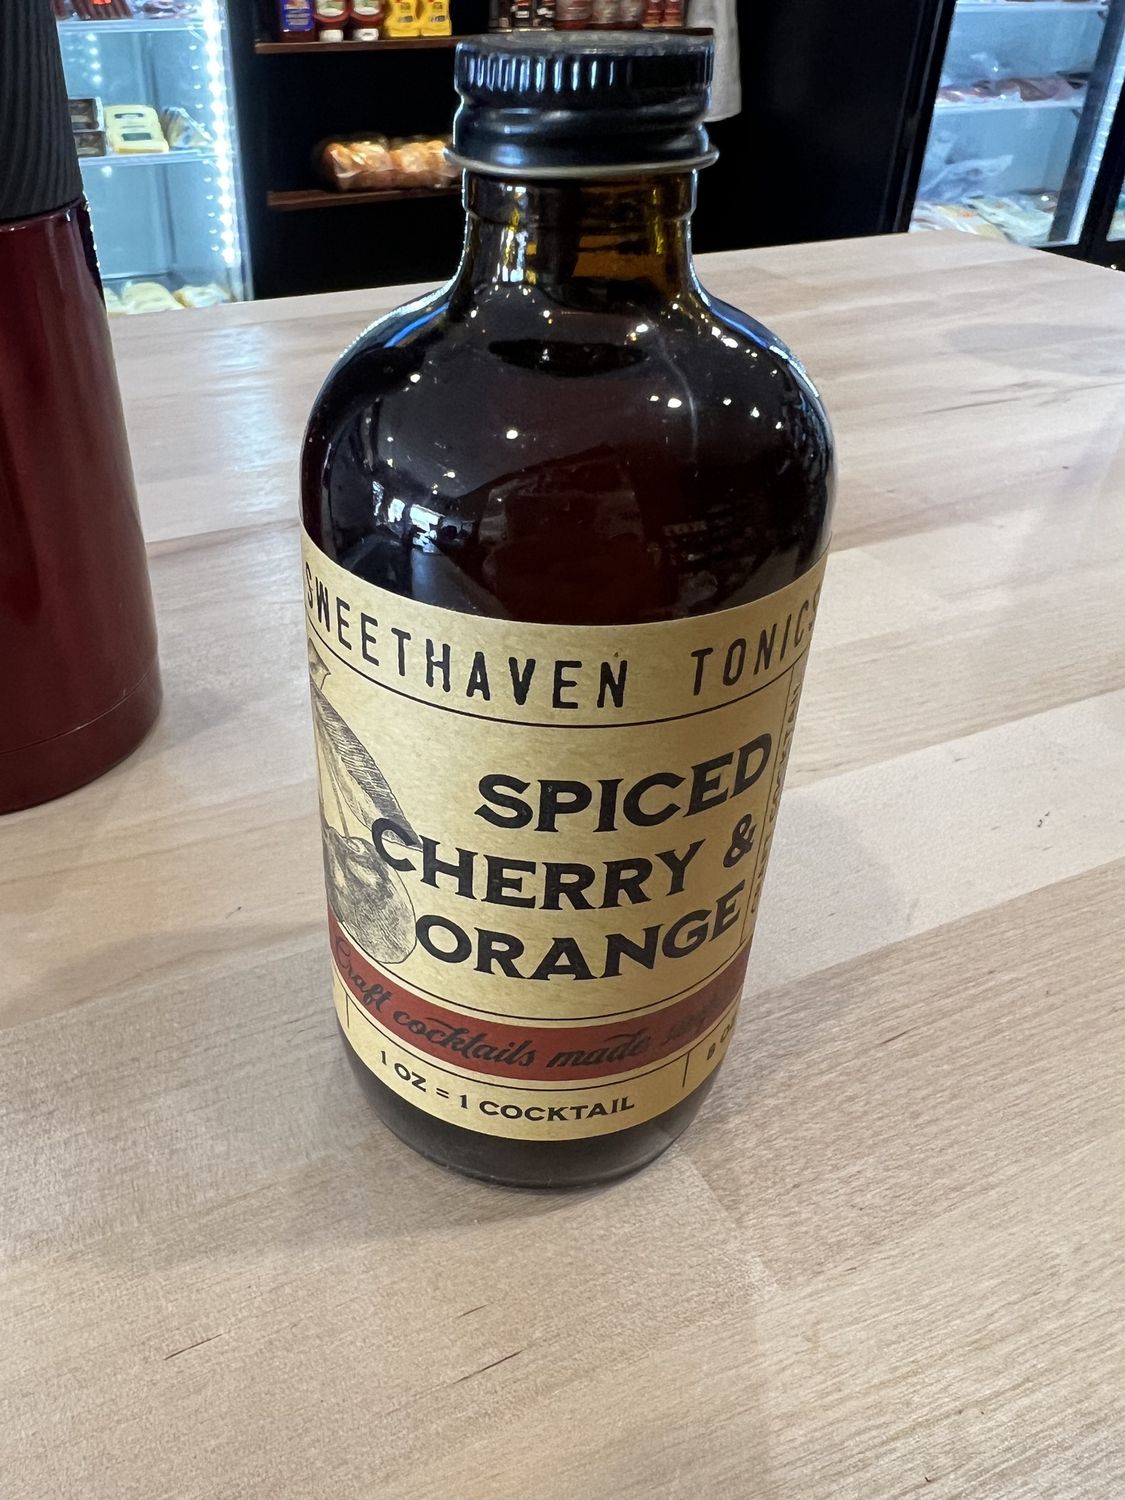 SWEETHAVEN TONICS
SPICED
CHERRY &
ORANGE
Craft cocktails made
1 OZ = 1 COCKTAIL